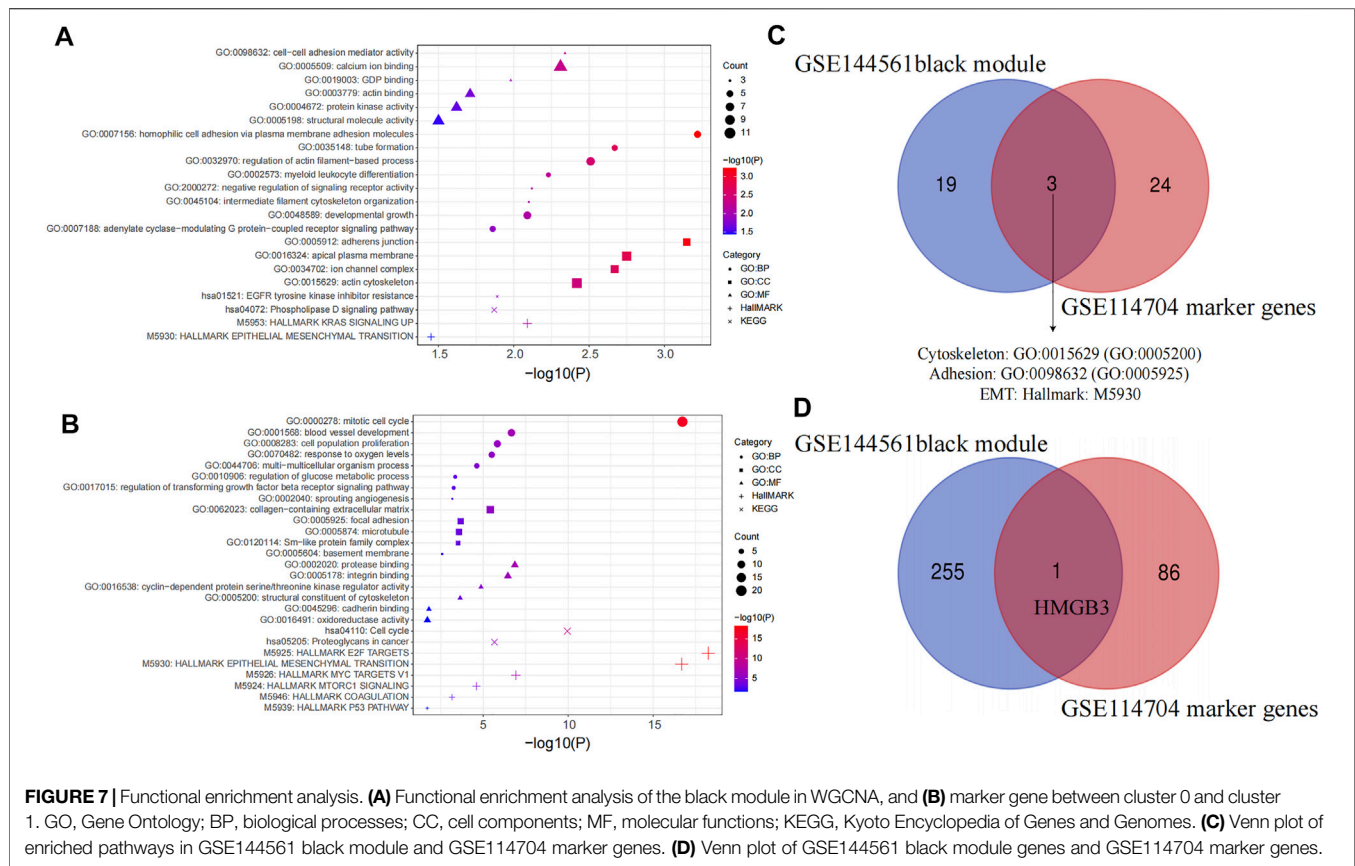 A
GO:0098632: cell−cell adhesion mediator activity
GO:0005509: calcium ion binding
GO:0019003: GDP binding
GO:0003779: actin binding
GO:0004672: protein kinase activity
GO:0005198: structural molecule activity
GO:0007156: homophilic cell adhesion via plasma membrane adhesion molecules
GO:0035148: tube formation
GO:0032970: regulation of actin filament−based process
GO:0002573: myeloid leukocyte differentiation
GO:2000272: negative regulation of signaling receptor activity
GO:0045104: intermediate filament cytoskeleton organization
GO:0048589: developmental growth
GO:0007188: adenylate cyclase−modulating G protein−coupled receptor signaling pathway
GO:0005912: adherens junction
GO:0016324: apical plasma membrane
GO:0034702: ion channel complex
GO:0015629: actin cytoskeleton
hsa01521: EGFR tyrosine kinase inhibitor resistance
hsa04072: Phospholipase D signaling pathway
M5953: HALLMARK KRAS SIGNALING UP
M5930: HALLMARK EPITHELIAL MESENCHYMAL TRANSITION
1.5 2.0 2.5 3.0
−log10(P)
Count
3
5
7
9
11
−log10(P)
3.0
2.5
2.0
1.5
Category
GO:BP
GO:CC
GO:MF
HallMARK
KEGG
B
GO:0000278: mitotic cell cycle
GO:0001568: blood vessel development
GO:0008283: cell population proliferation
GO:0070482: response to oxygen levels
GO:0044706: multi−multicellular organism process
GO:0010906: regulation of glucose metabolic process
GO:0017015: regulation of transforming growth factor beta receptor signaling pathway
GO:0002040: sprouting angiogenesis
GO:0062023: collagen−containing extracellular matrix
GO:0005925: focal adhesion
GO:0005874: microtubule
GO:0120114: Sm−like protein family complex
GO:0005604: basement membrane
GO:0002020: protease binding
GO:0005178: integrin binding
GO:0016538: cyclin−dependent protein serine/threonine kinase regulator activity
GO:0005200: structural constituent of cytoskeleton
GO:0045296: cadherin binding
GO:0016491: oxidoreductase activity
hsa04110: Cell cycle
hsa05205: Proteoglycans in cancer
M5925: HALLMARK E2F TARGETS
M5930: HALLMARK EPITHELIAL MESENCHYMAL TRANSITION
M5926: HALLMARK MYC TARGETS V1
M5924: HALLMARK MTORC1 SIGNALING
M5946: HALLMARK COAGULATION
M5939: HALLMARK P53 PATHWAY
5 10 15
−log10(P)
Category
GO:BP
GO:CC
GO:MF
HallMARK
KEGG
Count
5
10
15
20
−log10(P)
15
10
5
C
GSE144561black module
19 3 24
GSE114704 marker genes
Cytoskeleton: GO:0015629 (GO:0005200)
Adhesion: GO:0098632 (GO:0005925)
EMT: Hallmark: M5930
D
GSE144561black module
255 1 86
HMGB3
GSE114704 marker genes
FIGURE 7 | Functional enrichment analysis. (A) Functional enrichment analysis of the black module in WGCNA, and (B) marker gene between cluster 0 and cluster
1. GO, Gene Ontology; BP, biological processes; CC, cell components; MF, molecular functions; KEGG, Kyoto Encyclopedia of Genes and Genomes. (C) Venn plot of
enriched pathways in GSE144561 black module and GSE114704 marker genes. (D) Venn plot of GSE144561 black module genes and GSE114704 marker genes.